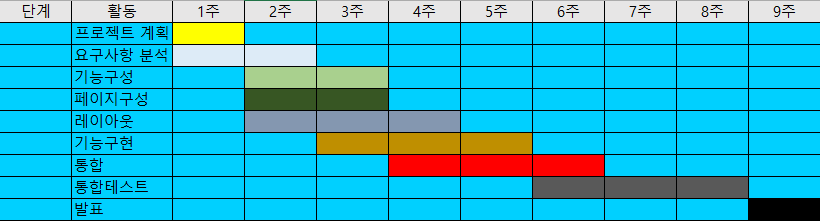 단계 활동 1주 2주 3주 4주 5주 6주 7주 8주 9주
프로젝트 계획
요구사항 분석
기능구성
페이지구성
레이아웃
기능구현
통합
통합테스트
발표